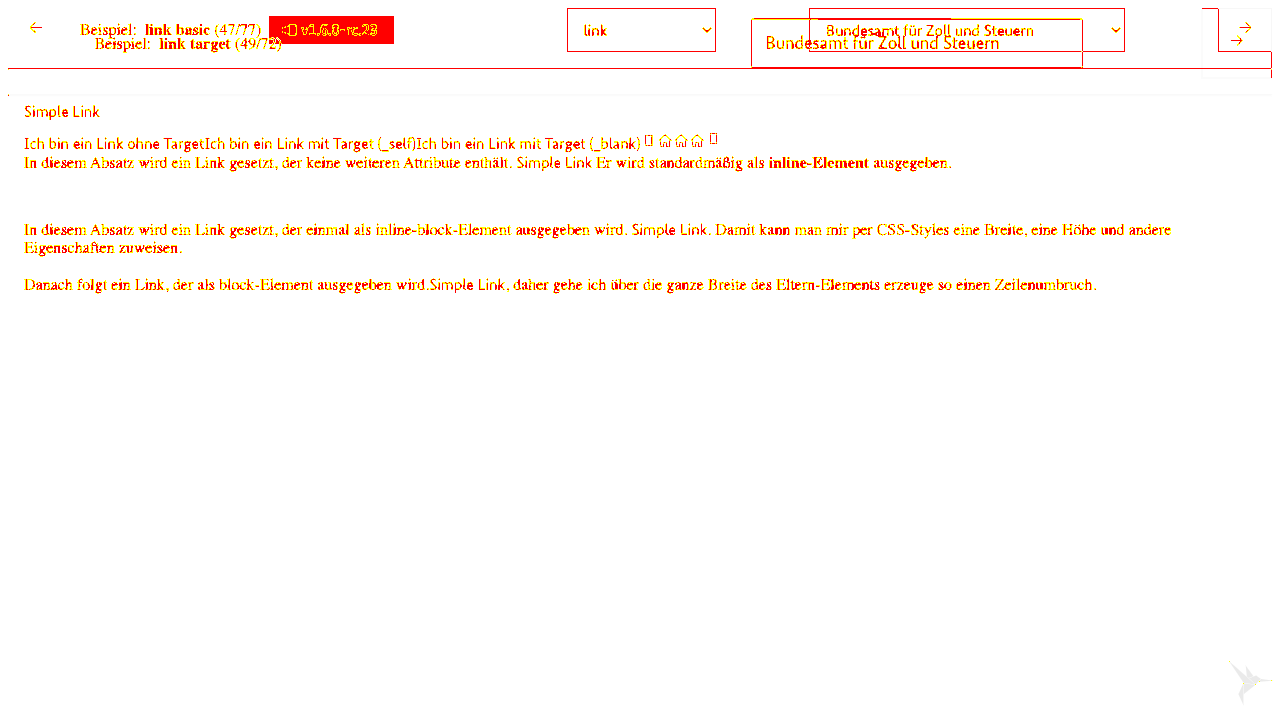 Beispiel: link basic (47/77)
v1.6.0-rc.23
link
Bundesamt für Zoll und Steuern
Beispiel: link target (49/72)
Bundesamt für Zoll und Steuern
Simple Link
Ich bin ein Link ohne TargetIch bin ein Link mit Target (_self)Ich bin ein Link mit Target (_blank)
In diesem Absatz wird ein Link gesetzt, der keine weiteren Attribute enthält. Simple Link Er wird standardmäßig als inline-Element ausgegeben.
In diesem Absatz wird ein Link gesetzt, der einmal als inline-block-Element ausgegeben wird. Simple Link. Damit kann man mir per CSS-Styles eine Breite, eine Höhe und andere
Eigenschaften zuweisen.
Danach folgt ein Link, der als block-Element ausgegeben wird.Simple Link, daher gehe ich über die ganze Breite des Eltern-Elements erzeuge so einen Zeilenumbruch.